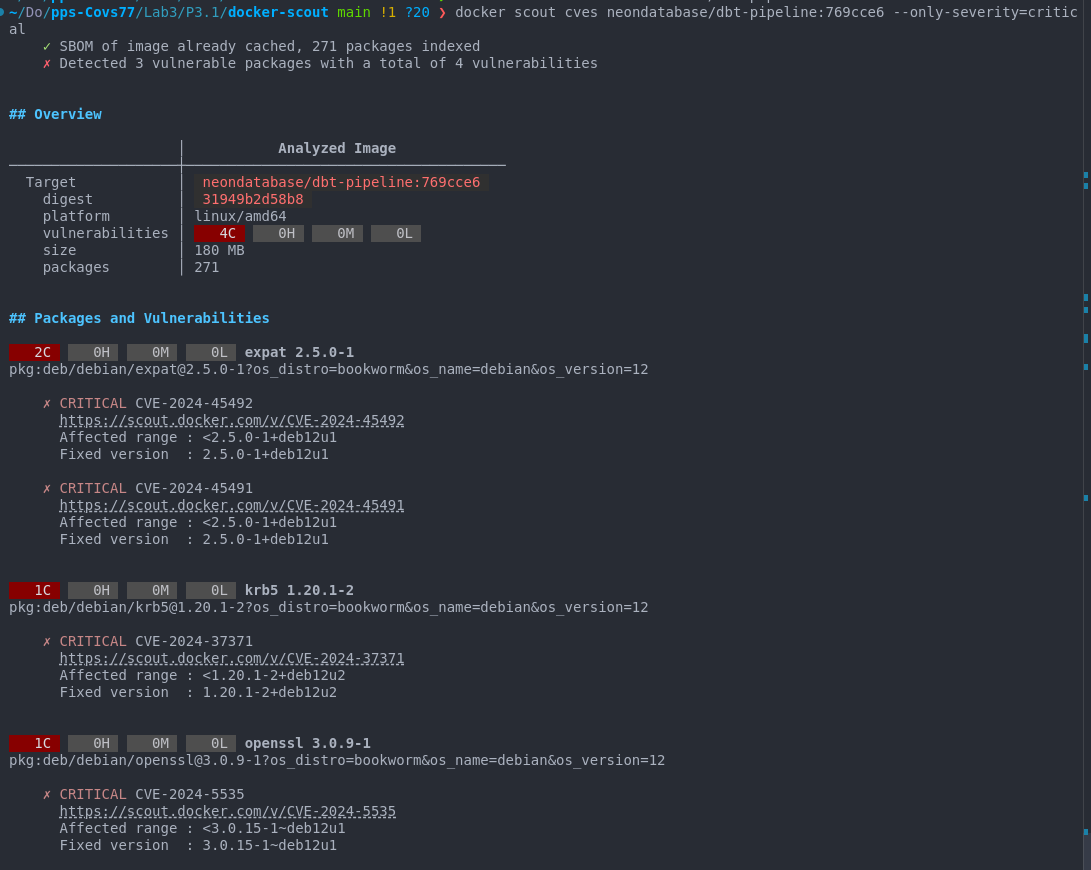 ~/Do/pps-Covs77/Lab3/P3.1/docker-scout main !1 ?20 ❯ docker scout cves neondatabase/dbt-pipeline:769cce6 --only-severity=critic
al
✓ SBOM of image already cached, 271 packages indexed
✗ Detected 3 vulnerable packages with a total of 4 vulnerabilities
## Overview
│ Analyzed Image
Target │ neondatabase/dbt-pipeline:769cce6
digest │ 31949b2d58b8
platform │ linux/amd64
vulnerabilities │ 4C 0H 0M 0L
size │ 180 MB
packages │ 271
## Packages and Vulnerabilities
2C 0H 0M 0L expat 2.5.0-1
pkg:deb/debian/expat@2.5.0-1?os_distro=bookworm&os_name=debian&os_version=12
✗ CRITICAL CVE-2024-45492
https://scout.docker.com/v/CVE-2024-45492
Affected range : <2.5.0-1+deb12u1
Fixed version : 2.5.0-1+deb12u1
✗ CRITICAL CVE-2024-45491
https://scout.docker.com/v/CVE-2024-45491
Affected range : <2.5.0-1+deb12u1
Fixed version : 2.5.0-1+deb12u1
1C 0H 0M 0L krb5 1.20.1-2
pkg:deb/debian/krb5@1.20.1-2?os_distro=bookworm&os_name=debian&os_version=12
✗ CRITICAL CVE-2024-37371
https://scout.docker.com/v/CVE-2024-37371
Affected range : <1.20.1-2+deb12u2
Fixed version : 1.20.1-2+deb12u2
1C 0H 0M 0L openssl 3.0.9-1
pkg:deb/debian/openssl@3.0.9-1?os_distro=bookworm&os_name=debian&os_version=12
✗ CRITICAL CVE-2024-5535
https://scout.docker.com/v/CVE-2024-5535
Affected range : <3.0.15-1~deb12u1
Fixed version : 3.0.15-1~deb12u1